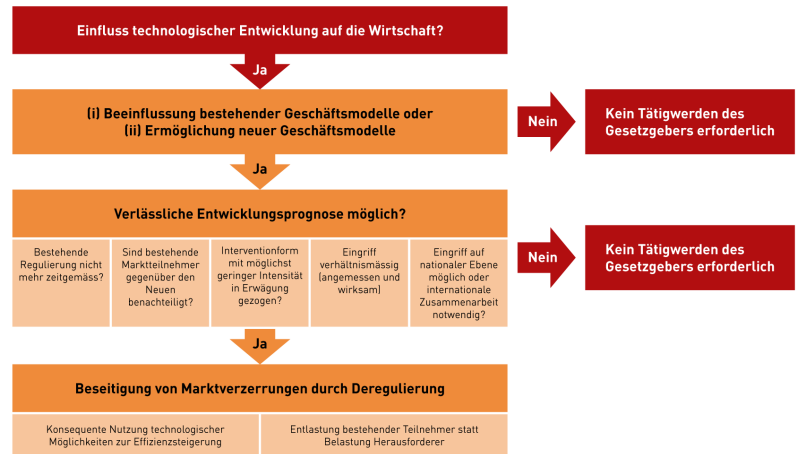 Einfluss technologischer Entwicklung auf die Wirtschaft?
Ja
(i) Beeinflussung bestehender Geschäftsmodelle oder
(ii) Ermöglichung neuer Geschäftsmodelle
Nein
Kein Tätigwerden des
Gesetzgebers erforderlich
Ja
Verlässliche Entwicklungsprognose möglich?
Bestehende
Regulierung nicht
mehr zeitgemäss?
Sind bestehende
Marktteilnehmer
gegenüber den
Neuen
benachteiligt?
Interventionform
mit möglichst
geringer Intensität
in Erwägung
gezogen?
Eingriff
verhältnismässig
(angemessen und
wirksam)
Eingriff auf
nationaler Ebene
möglich oder
internationale
Zusammenarbeit
notwendig?
Nein
Kein Tätigwerden des
Gesetzgebers erforderlich
Ja
Beseitigung von Marktverzerrungen durch Deregulierung
Konsequente Nutzung technologischer
Möglichkeiten zur Effizienzsteigerung
Entlastung bestehender Teilnehmer statt
Belastung Herausforderer